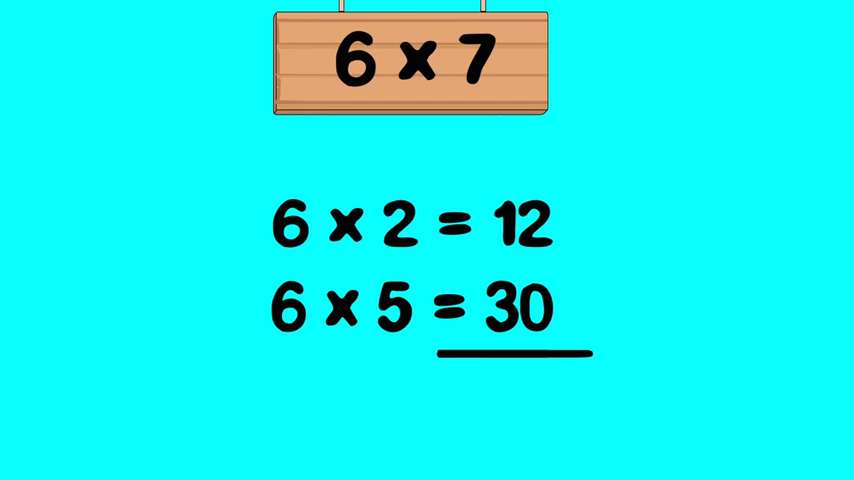 6 × 7
6 × 2 = 12
6 × 5 = 30